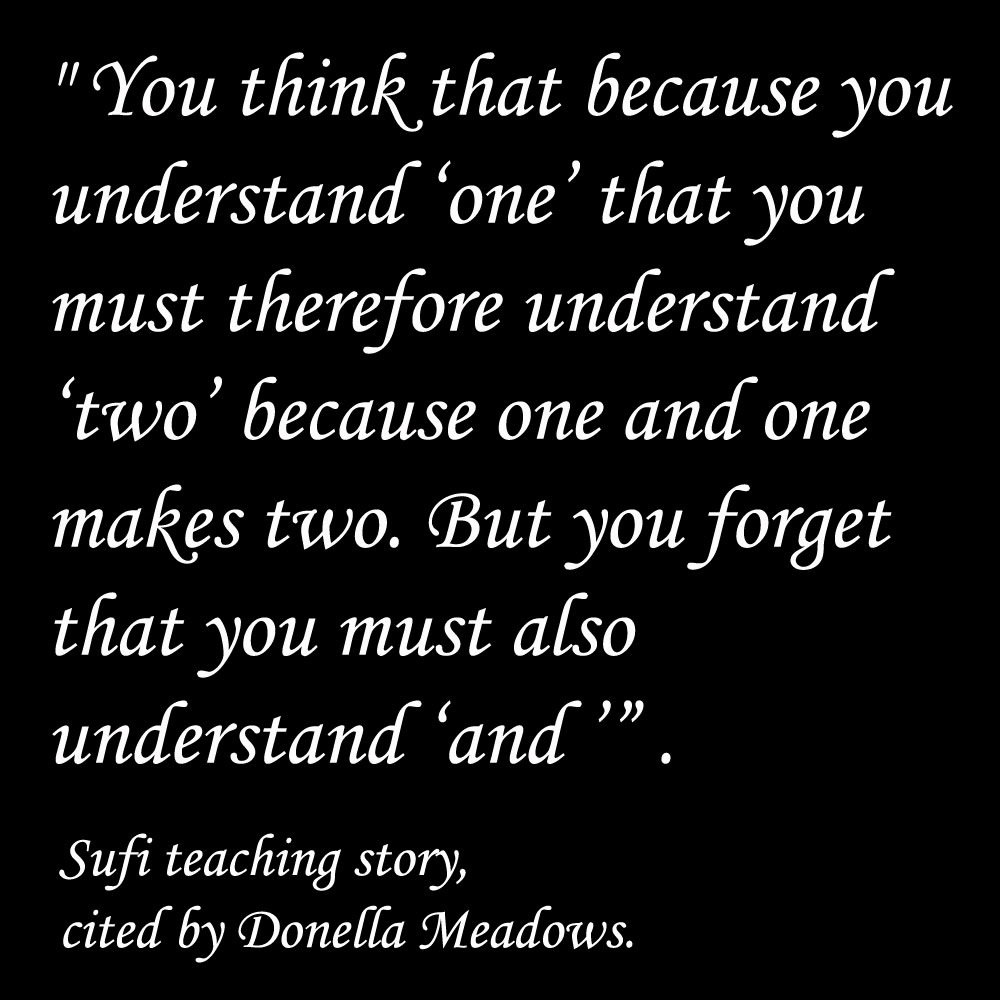 "You think that because you
understand ‘one’ that you
must therefore understand
‘two’ because one and one
makes two. But you forget
that you must also
understand ‘and ’” .
Sufi teaching story,
cited by Donella Meadows.